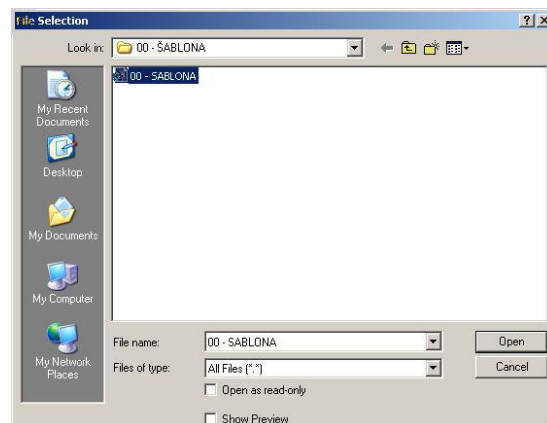 File Selection
Look in:
00 - ŠABLONA
00 - SABLONA
My Recent
Documents
Desktop
My Documents
My Computer
My Network
Places
File name:
00 - SABLONA
Open
Files of type:
All Files (*.*)
Cancel
Open as read-only
Show Preview